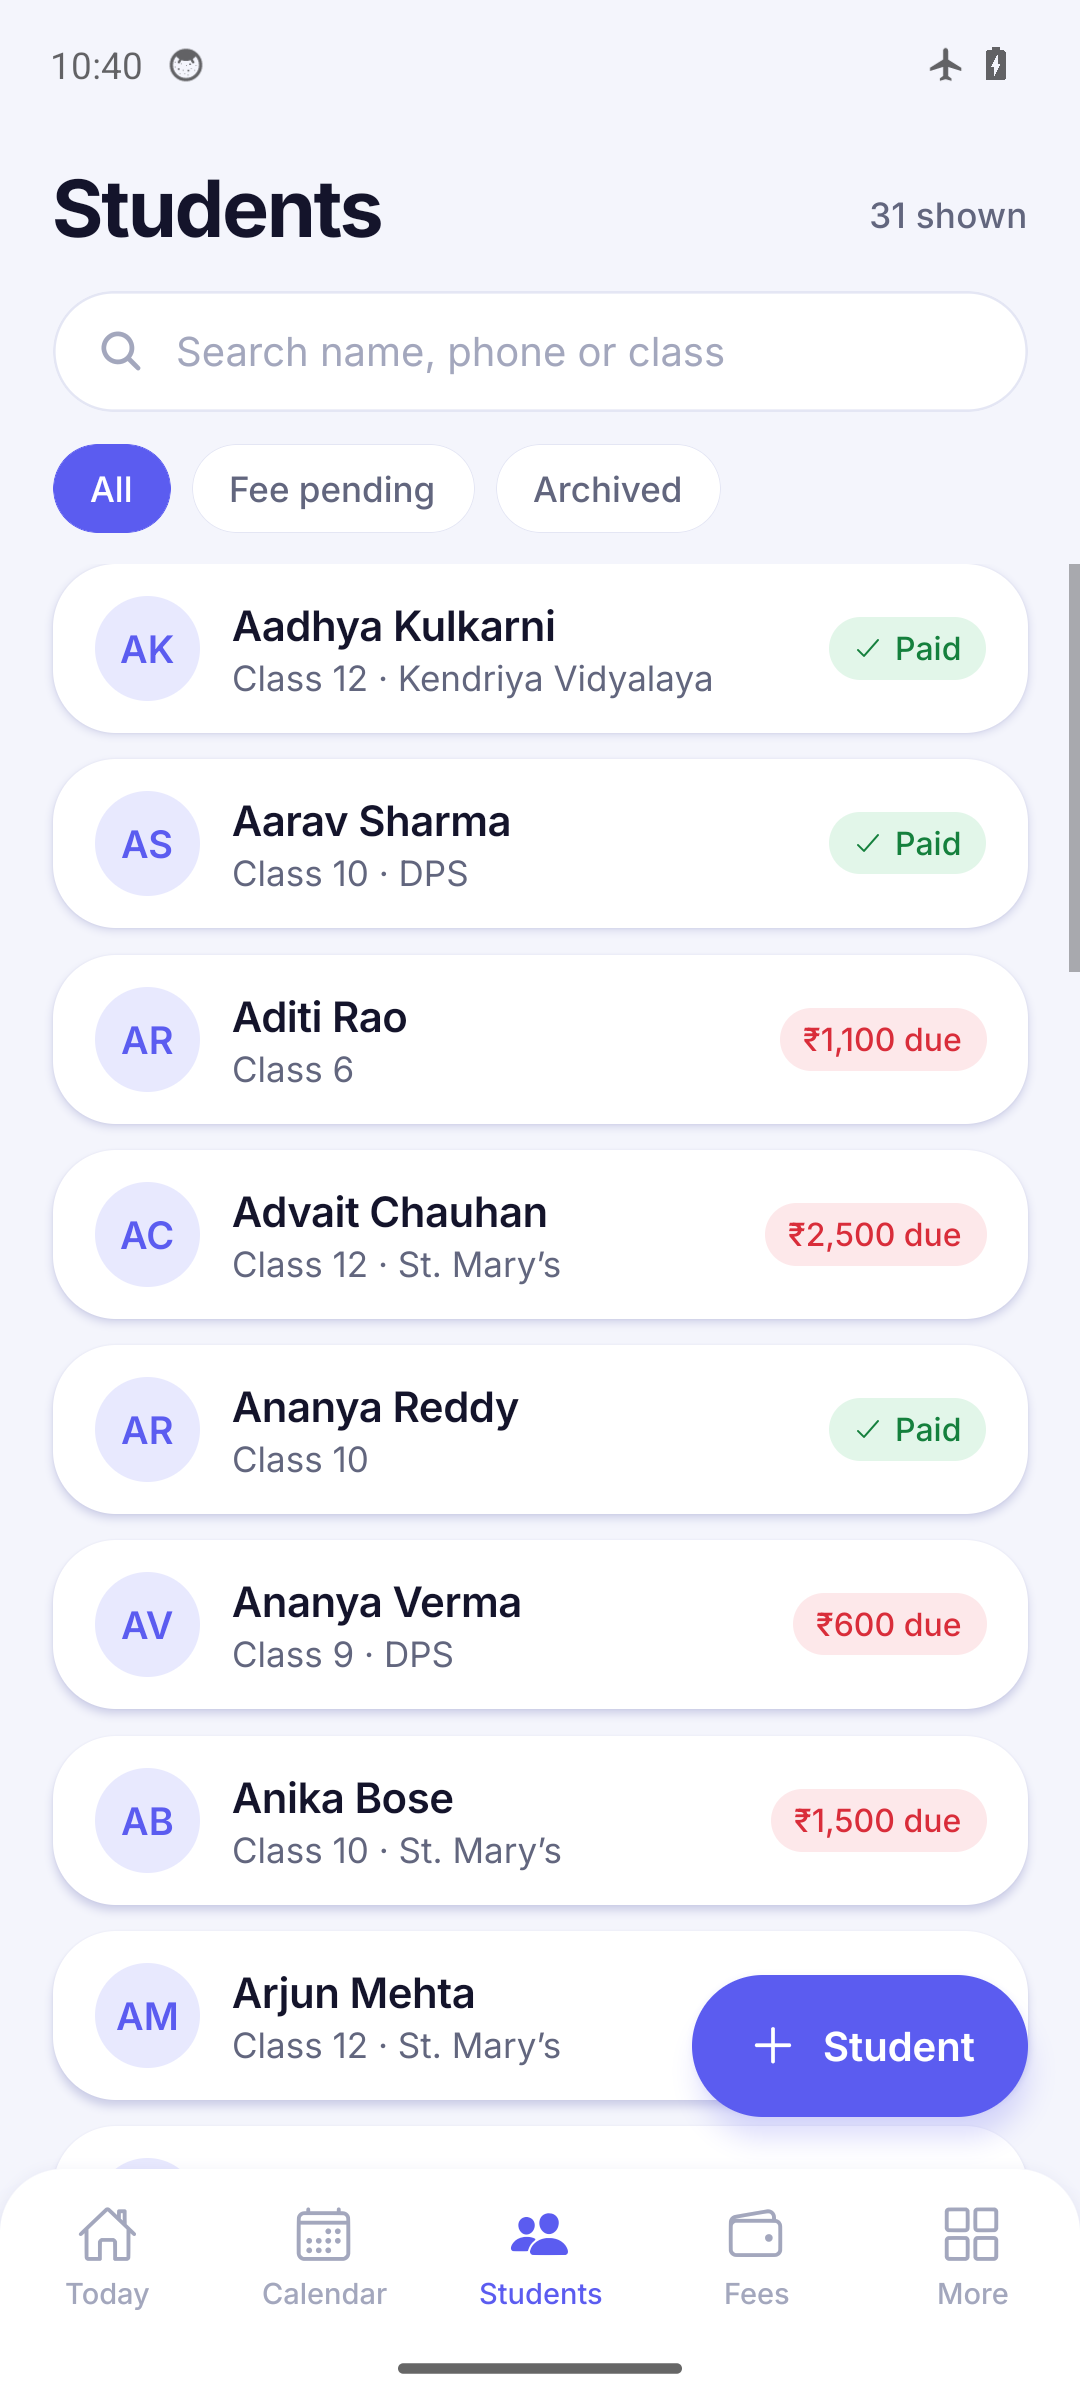 10:40
Students
31 shown
Search name, phone or class
All
Fee pending
Archived
AK
Aadhya Kulkarni
Class 12 · Kendriya Vidyalaya
✓ Paid
AS
Aarav Sharma
Class 10 · DPS
✓ Paid
AR
Aditi Rao
Class 6
₹1,100 due
AC
Advait Chauhan
Class 12 · St. Mary’s
₹2,500 due
AR
Ananya Reddy
Class 10
✓ Paid
AV
Ananya Verma
Class 9 · DPS
₹600 due
AB
Anika Bose
Class 10 · St. Mary’s
₹1,500 due
AM
Arjun Mehta
Class 12 · St. Mary’s
+ Student
Today
Calendar
Students
Fees
More